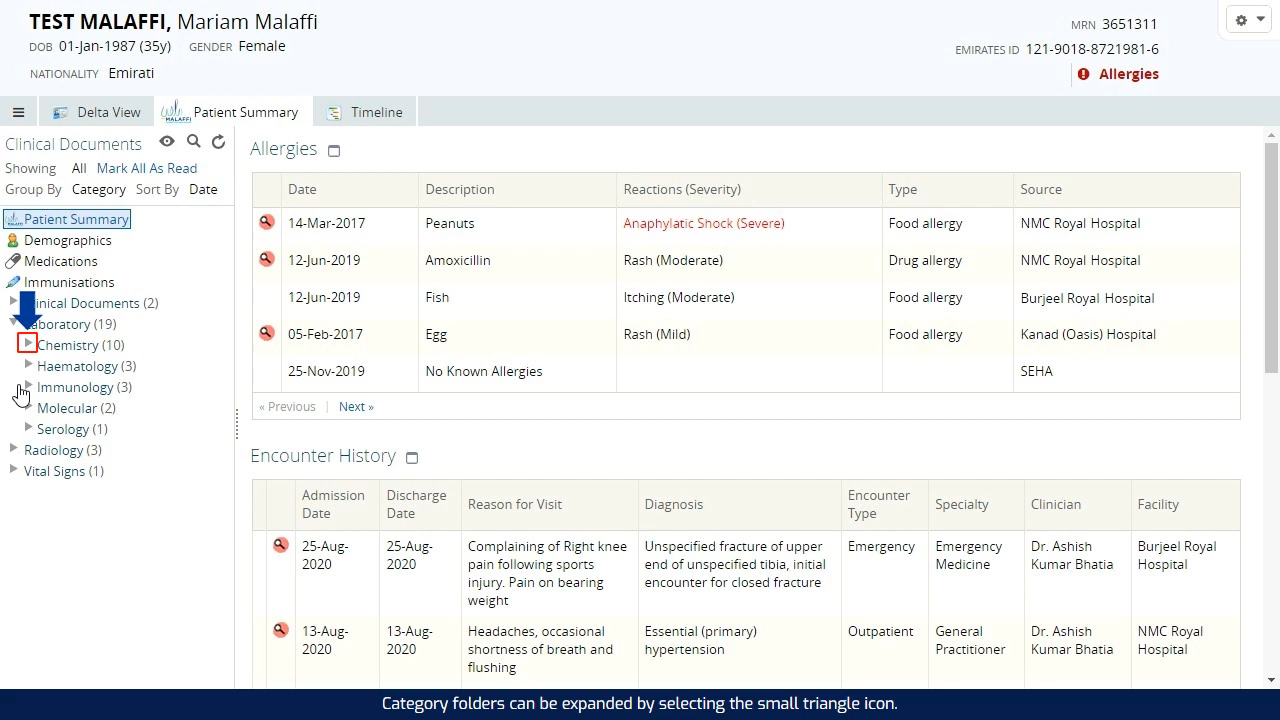 TEST MALAFFI, Mariam Malaffi
DOB 01-Jan-1987 (35y) GENDER Female
NATIONALITY Emirati
MRN 3651311
EMIRATES ID 121-9018-8721981-6
Allergies
Delta View
MALAFFI Patient Summary
Timeline
Clinical Documents
Showing All Mark All As Read
Group By Category Sort By Date
Patient Summary
Demographics
Medications
Immunisations
inical Documents (2)
aboratory (19)
Chemistry (10)
Haematology (3)
Immunology (3)
Molecular (2)
Serology (1)
Radiology (3)
Vital Signs (1)
Allergies
Date Description Reactions (Severity) Type Source
14-Mar-2017 Peanuts Anaphylatic Shock (Severe) Food allergy NMC Royal Hospital
12-Jun-2019 Amoxicillin Rash (Moderate) Drug allergy NMC Royal Hospital
12-Jun-2019 Fish Itching (Moderate) Food allergy Burjeel Royal Hospital
05-Feb-2017 Egg Rash (Mild) Food allergy Kanad (Oasis) Hospital
25-Nov-2019 No Known Allergies SEHA
« Previous | Next »
Encounter History
Admission Discharge Reason for Visit Diagnosis Encounter Specialty Clinician Facility
Date Date Type
25-Aug- 25-Aug- Complaining of Right knee Unspecified fracture of upper Emergency Emergency Dr. Ashish Burjeel Royal
2020 2020 pain following sports end of unspecified tibia, initial Medicine Kumar Bhatia Hospital
injury. Pain on bearing encounter for closed fracture
weight
13-Aug- 13-Aug- Headaches, occasional Essential (primary) Outpatient General Dr. Ashish NMC Royal
2020 2020 shortness of breath and hypertension Practitioner Kumar Bhatia Hospital
flushing
Category folders can be expanded by selecting the small triangle icon.